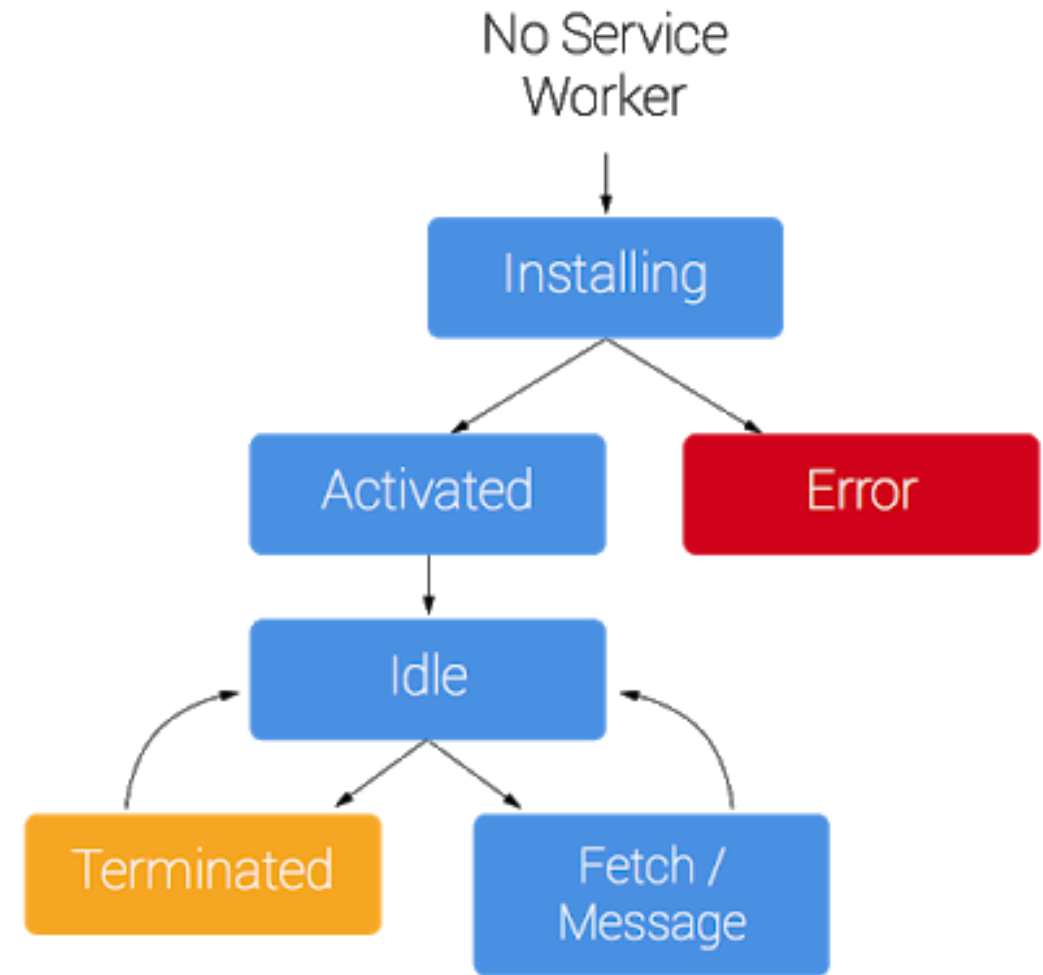 No Service
Worker
Installing
Activated
Error
Idle
Terminated
Fetch /
Message